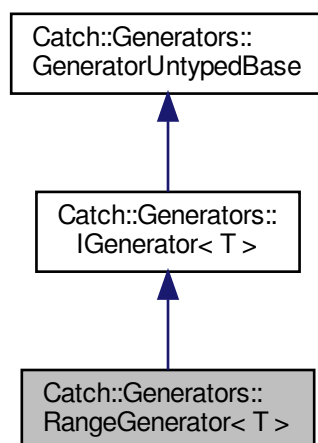 Catch::Generators::
GeneratorUntypedBase
Catch::Generators::
IGenerator< T >
Catch::Generators::
RangeGenerator< T >